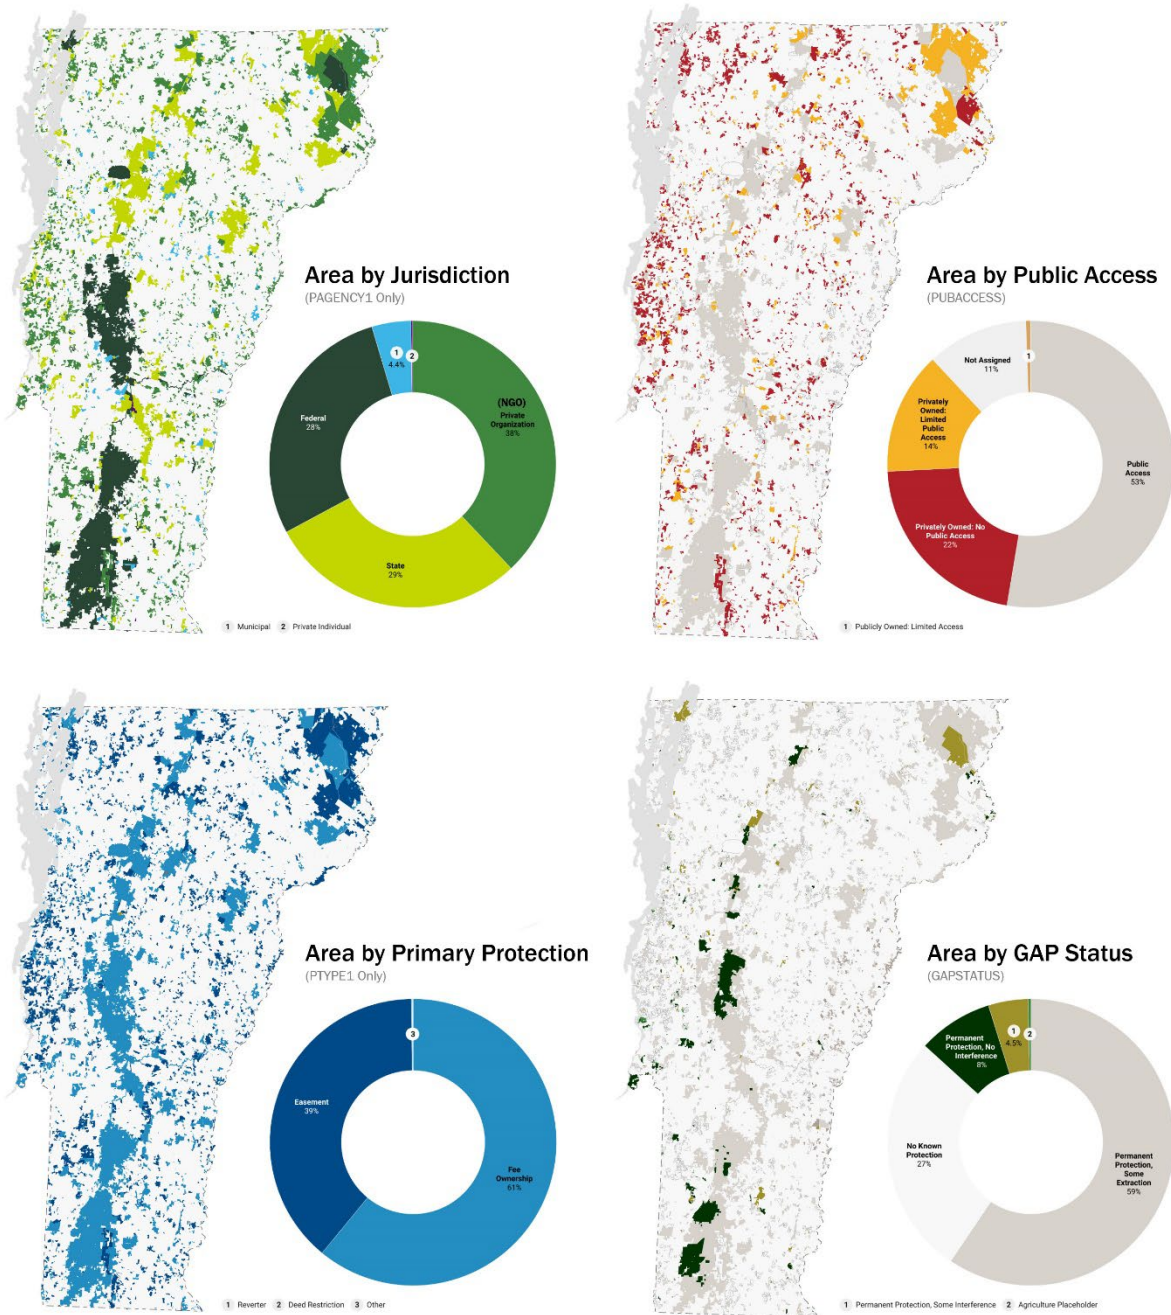 Area by Jurisdiction
(PAGENCY1 Only)
1
4.4%
2
(NGO)
Private
Organization
38%
Federal
28%
State
29%
1 Municipal 2 Private Individual
Area by Public Access
(PUBACCESS)
1
Not Assigned
11%
Privately
Owned:
Limited
Public
Access
14%
Public
Access
53%
Privately Owned: No
Public Access
22%
1 Publicly Owned: Limited Access
Area by Primary Protection
(PTYPE1 Only)
3
Easement
39%
Fee
Ownership
61%
1 Reverter 2 Deed Restriction 3 Other
Area by GAP Status
(GAPSTATUS)
1
4.5%
2
Permanent
Protection, No
Interference
8%
No Known
Protection
27%
Permanent
Protection,
Some
Extraction
59%
1 Permanent Protection, Some Interference 2 Agriculture Placeholder